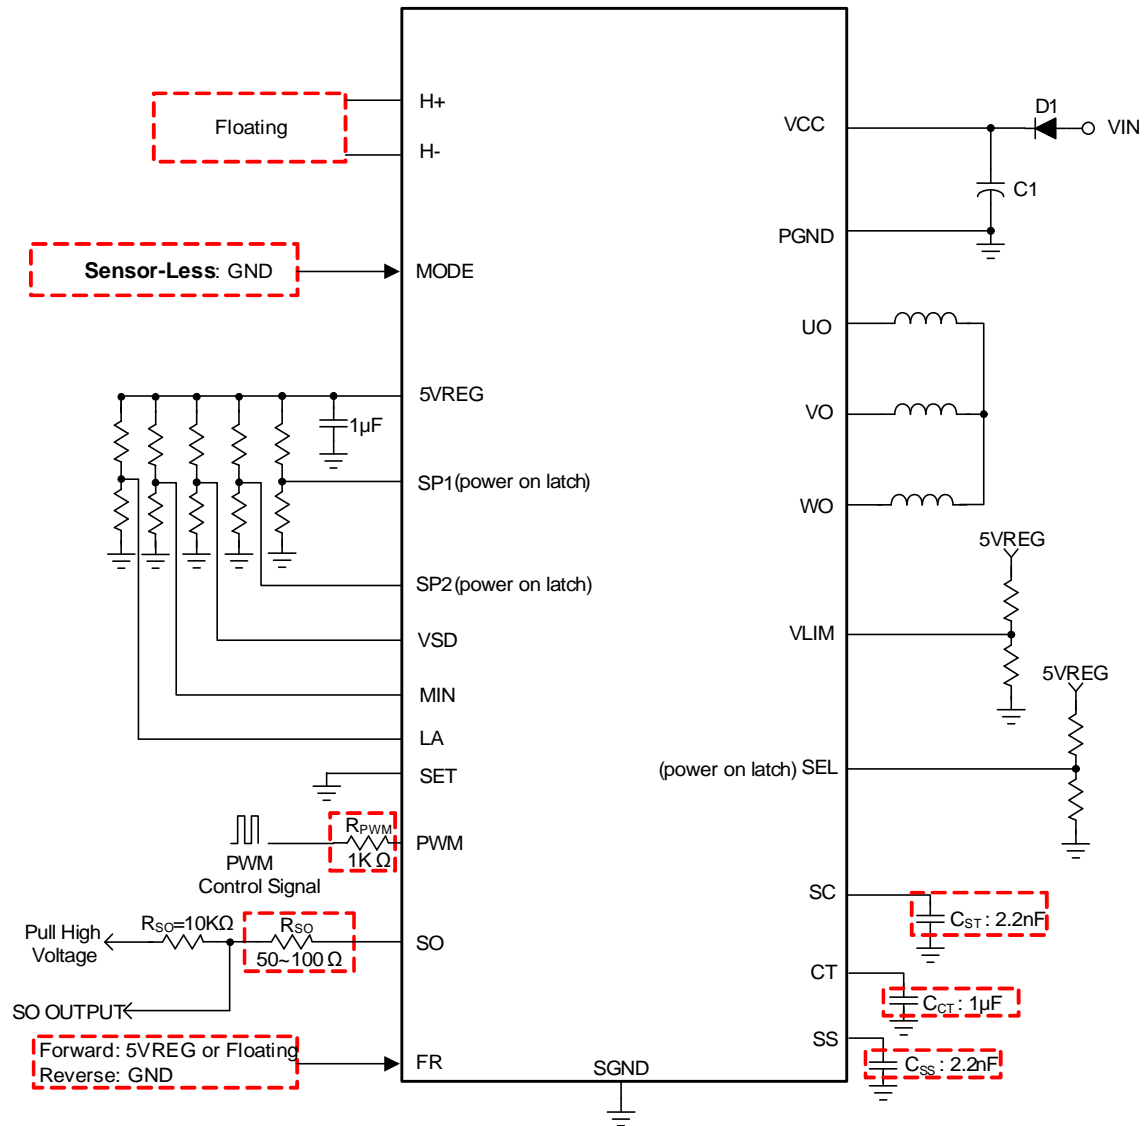 H+
Floating
H-
Sensor-Less: GND
MODE
5VREG
1µF
SP1 (power on latch)
SP2 (power on latch)
VSD
MIN
LA
SET
RPWM
1KΩ
PWM
PWM
Control Signal
RSO=10KΩ
Pull High
Voltage
RSO
50~100Ω
SO
SO OUTPUT
Forward: 5VREG or Floating
Reverse: GND
FR
SGND
VCC
D1
VIN
C1
PGND
UO
VO
WO
5VREG
VLIM
5VREG
(power on latch) SEL
SC
CST : 2.2nF
CT
CCT : 1µF
SS
CSS : 2.2nF